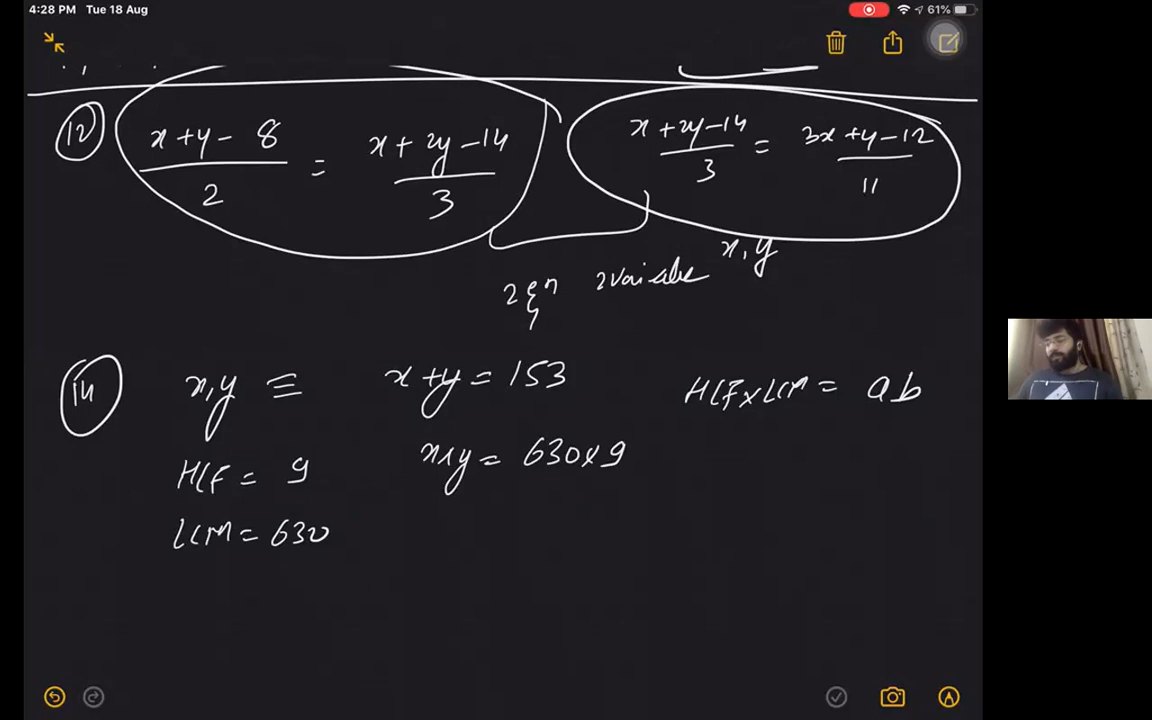 4:28 PM Tue 18 Aug 61%
12 (x+y-8)/2 = (x+2y-14)/3 (x+2y-14)/3 = (3x+y-12)/11
x, y
2 eqn 2 variable
14 x, y ≡ x+y = 153 HCF×LCM = ab
HCF = 9 x×y = 630×9
LCM = 630